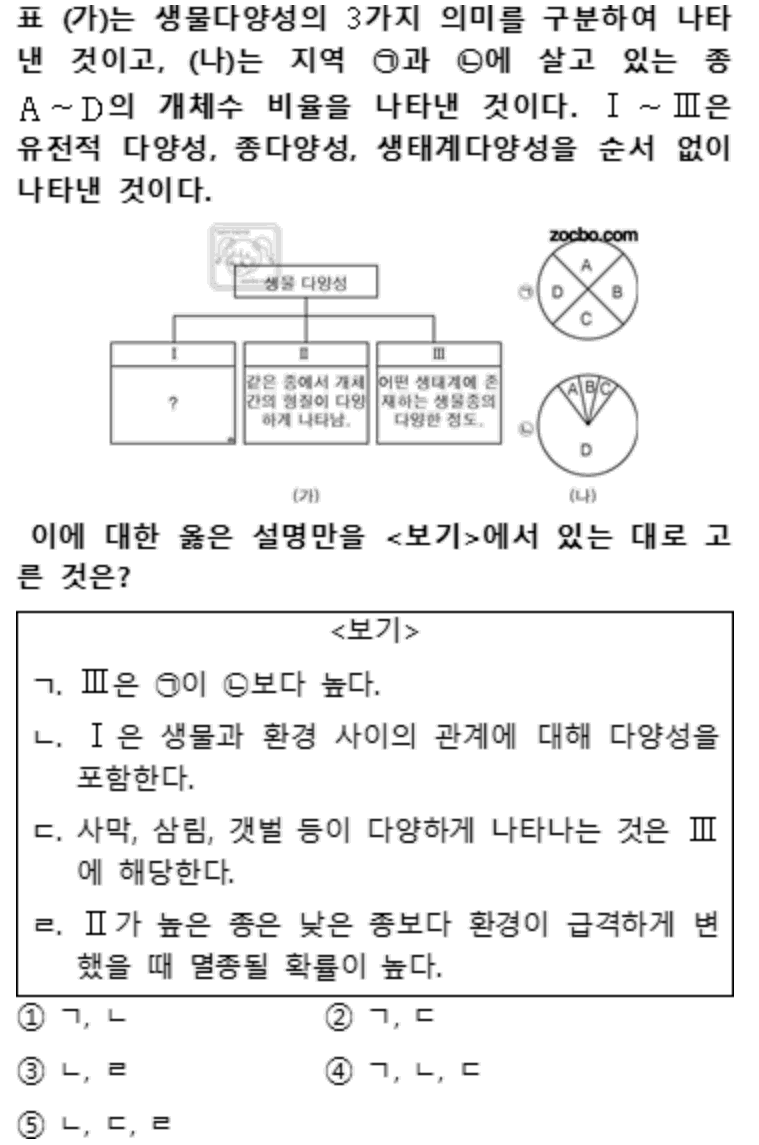 표 (가)는 생물다양성의 3가지 의미를 구분하여 나타
낸 것이고, (나)는 지역 ㉠과 ㉡에 살고 있는 종
A ~ D의 개체수 비율을 나타낸 것이다. Ⅰ ~ Ⅲ은
유전적 다양성, 종다양성, 생태계다양성을 순서 없이
나타낸 것이다.
zocbo.com
생물 다양성
Ⅰ
?
Ⅱ
같은 종에서 개체
간의 형질이 다양
하게 나타남.
Ⅲ
어떤 생태계에 존
재하는 생물종의
다양한 정도.
(가)
㉠
A
D B
C
㉡
A B C
D
(나)
이에 대한 옳은 설명만을 <보기>에서 있는 대로 고
른 것은?
<보기>
ㄱ. Ⅲ은 ㉠이 ㉡보다 높다.
ㄴ. Ⅰ은 생물과 환경 사이의 관계에 대해 다양성을
포함한다.
ㄷ. 사막, 삼림, 갯벌 등이 다양하게 나타나는 것은 Ⅲ
에 해당한다.
ㄹ. Ⅱ가 높은 종은 낮은 종보다 환경이 급격하게 변
했을 때 멸종될 확률이 높다.
① ㄱ, ㄴ ② ㄱ, ㄷ
③ ㄴ, ㄹ ④ ㄱ, ㄴ, ㄷ
⑤ ㄴ, ㄷ, ㄹ